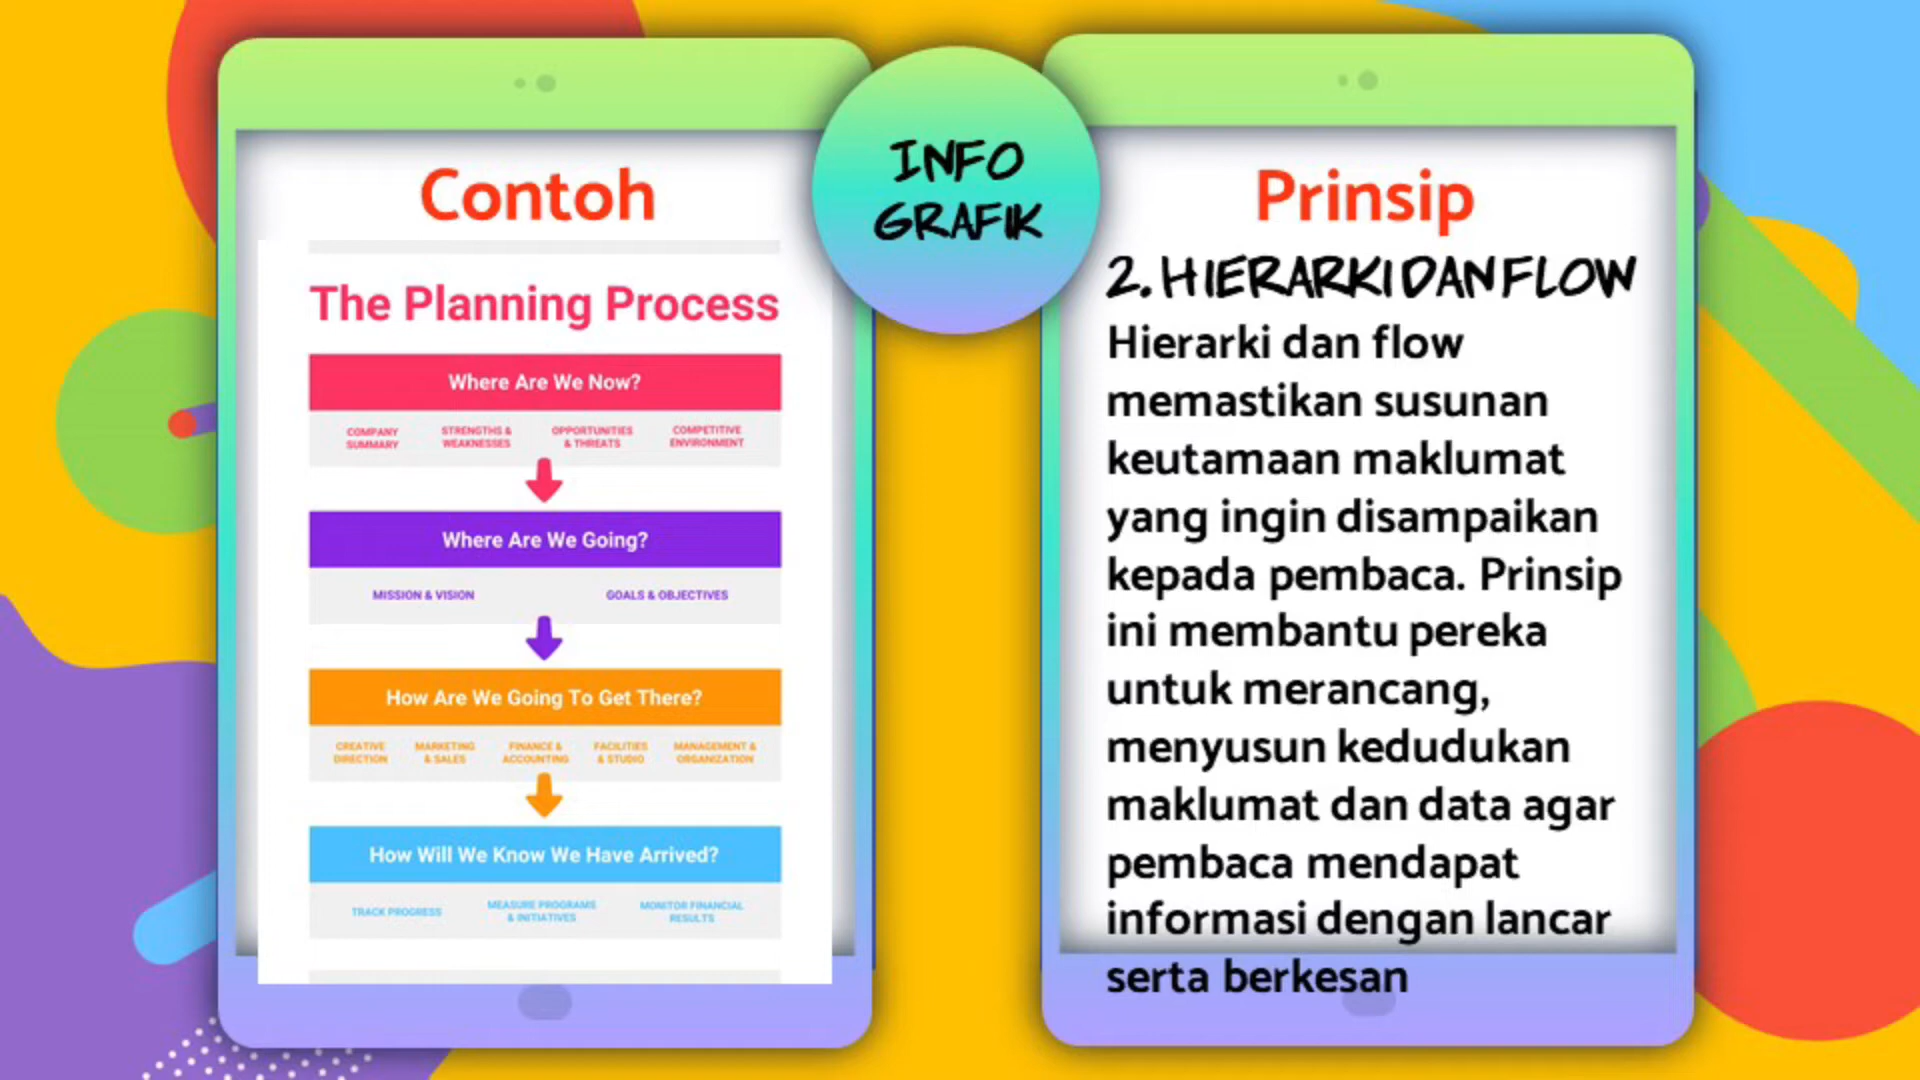 Contoh
The Planning Process
Where Are We Now?
COMPANY SUMMARY
STRENGTHS & WEAKNESSES
OPPORTUNITIES & THREATS
COMPETITIVE ENVIRONMENT
Where Are We Going?
MISSION & VISION
GOALS & OBJECTIVES
How Are We Going To Get There?
CREATIVE DIRECTION
MARKETING & SALES
FINANCE & ACCOUNTING
FACILITIES & STUDIO
MANAGEMENT & ORGANIZATION
How Will We Know We Have Arrived?
TRACK PROGRESS
MEASURE PROGRAMS & INITIATIVES
MONITOR FINANCIAL RESULTS
INFO
GRAFIK
Prinsip
2. HIERARKI DAN FLOW
Hierarki dan flow
memastikan susunan
keutamaan maklumat
yang ingin disampaikan
kepada pembaca. Prinsip
ini membantu pereka
untuk merancang,
menyusun kedudukan
maklumat dan data agar
pembaca mendapat
informasi dengan lancar
serta berkesan